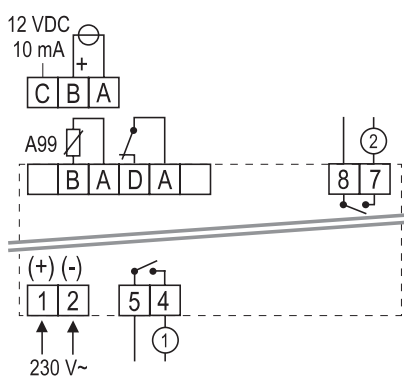 12 VDC
10 mA
+
C B A
A99
2
B A D A
8 7
(+) (-)
1 2
5 4
1
230 V~